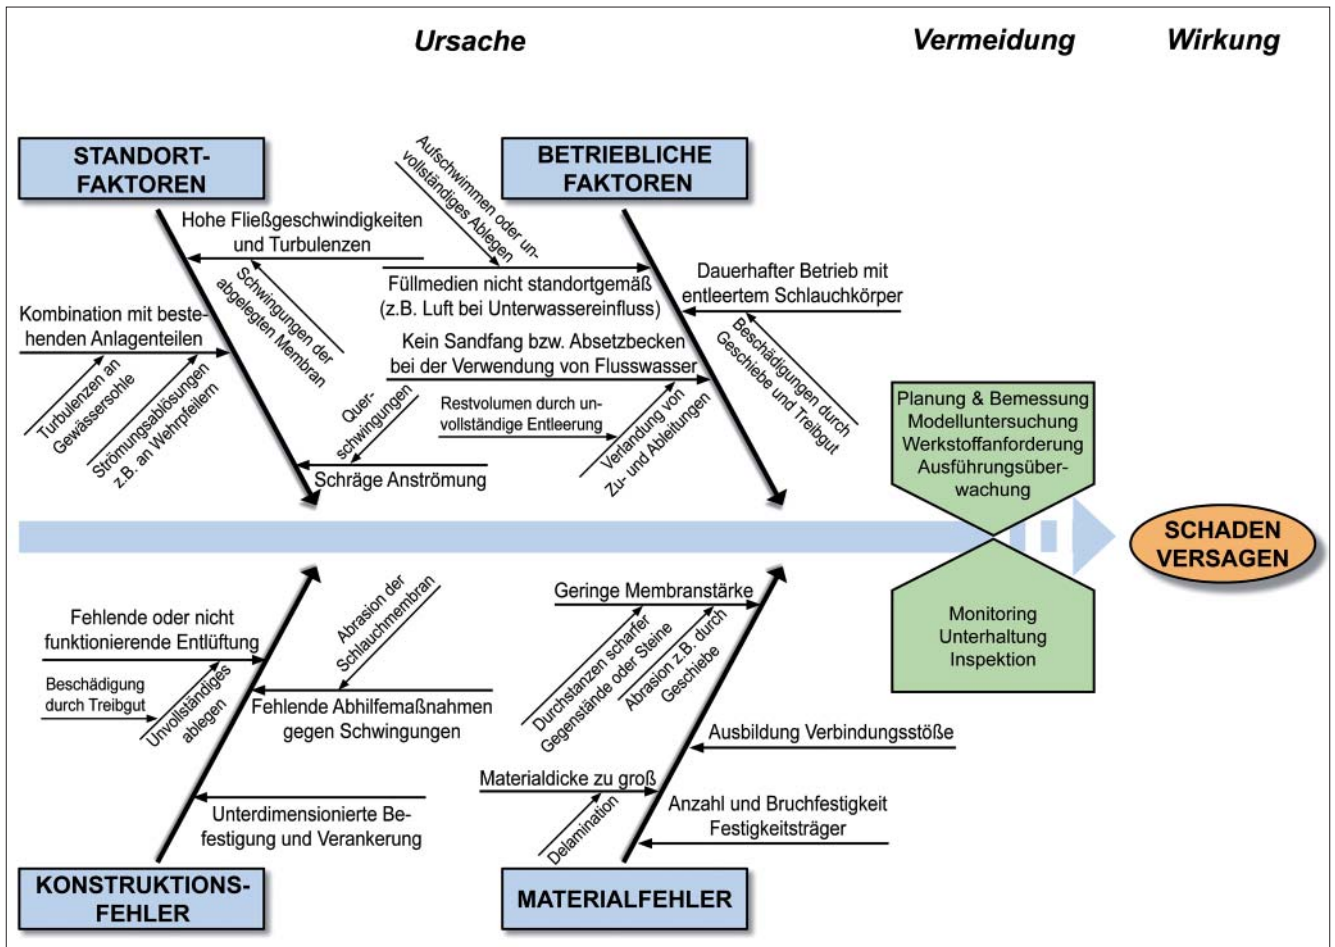 Ursache
Vermeidung
Wirkung
STANDORT-
FAKTOREN
Hohe Fließgeschwindigkeiten
und Turbulenzen
Schwingungen der
abgelegten Membran
Kombination mit beste-
henden Anlagenteilen
Turbulenzen an
Gewässersohle
Strömungsablösungen
z.B. an Wehrpfeilern
Quer-
schwingungen
Schräge Anströmung
BETRIEBLICHE
FAKTOREN
Aufschwimmen oder un-
vollständiges Ablegen
Füllmedien nicht standortgemäß
(z.B. Luft bei Unterwassereinfluss)
Dauerhafter Betrieb mit
entleertem Schlauchkörper
Beschädigungen durch
Geschiebe und Treibgut
Kein Sandfang bzw. Absetzbecken
bei der Verwendung von Flusswasser
Restvolumen durch un-
vollständige Entleerung
Verlandung von
Zu- und Ableitungen
Planung & Bemessung
Modelluntersuchung
Werkstoffanforderung
Ausführungsüber-
wachung
SCHADEN
VERSAGEN
Monitoring
Unterhaltung
Inspektion
Fehlende oder nicht
funktionierende Entlüftung
Beschädigung
durch Treibgut
Unvollständiges
ablegen
Abrasion der
Schlauchmembran
Fehlende Abhilfemaßnahmen
gegen Schwingungen
Unterdimensionierte Be-
festigung und Verankerung
KONSTRUKTIONS-
FEHLER
Geringe Membranstärke
Durchstanzen scharfer
Gegenstände oder Steine
Abrasion z.B. durch
Geschiebe
Ausbildung Verbindungsstöße
Materialdicke zu groß
Delamination
Anzahl und Bruchfestigkeit
Festigkeitsträger
MATERIALFEHLER